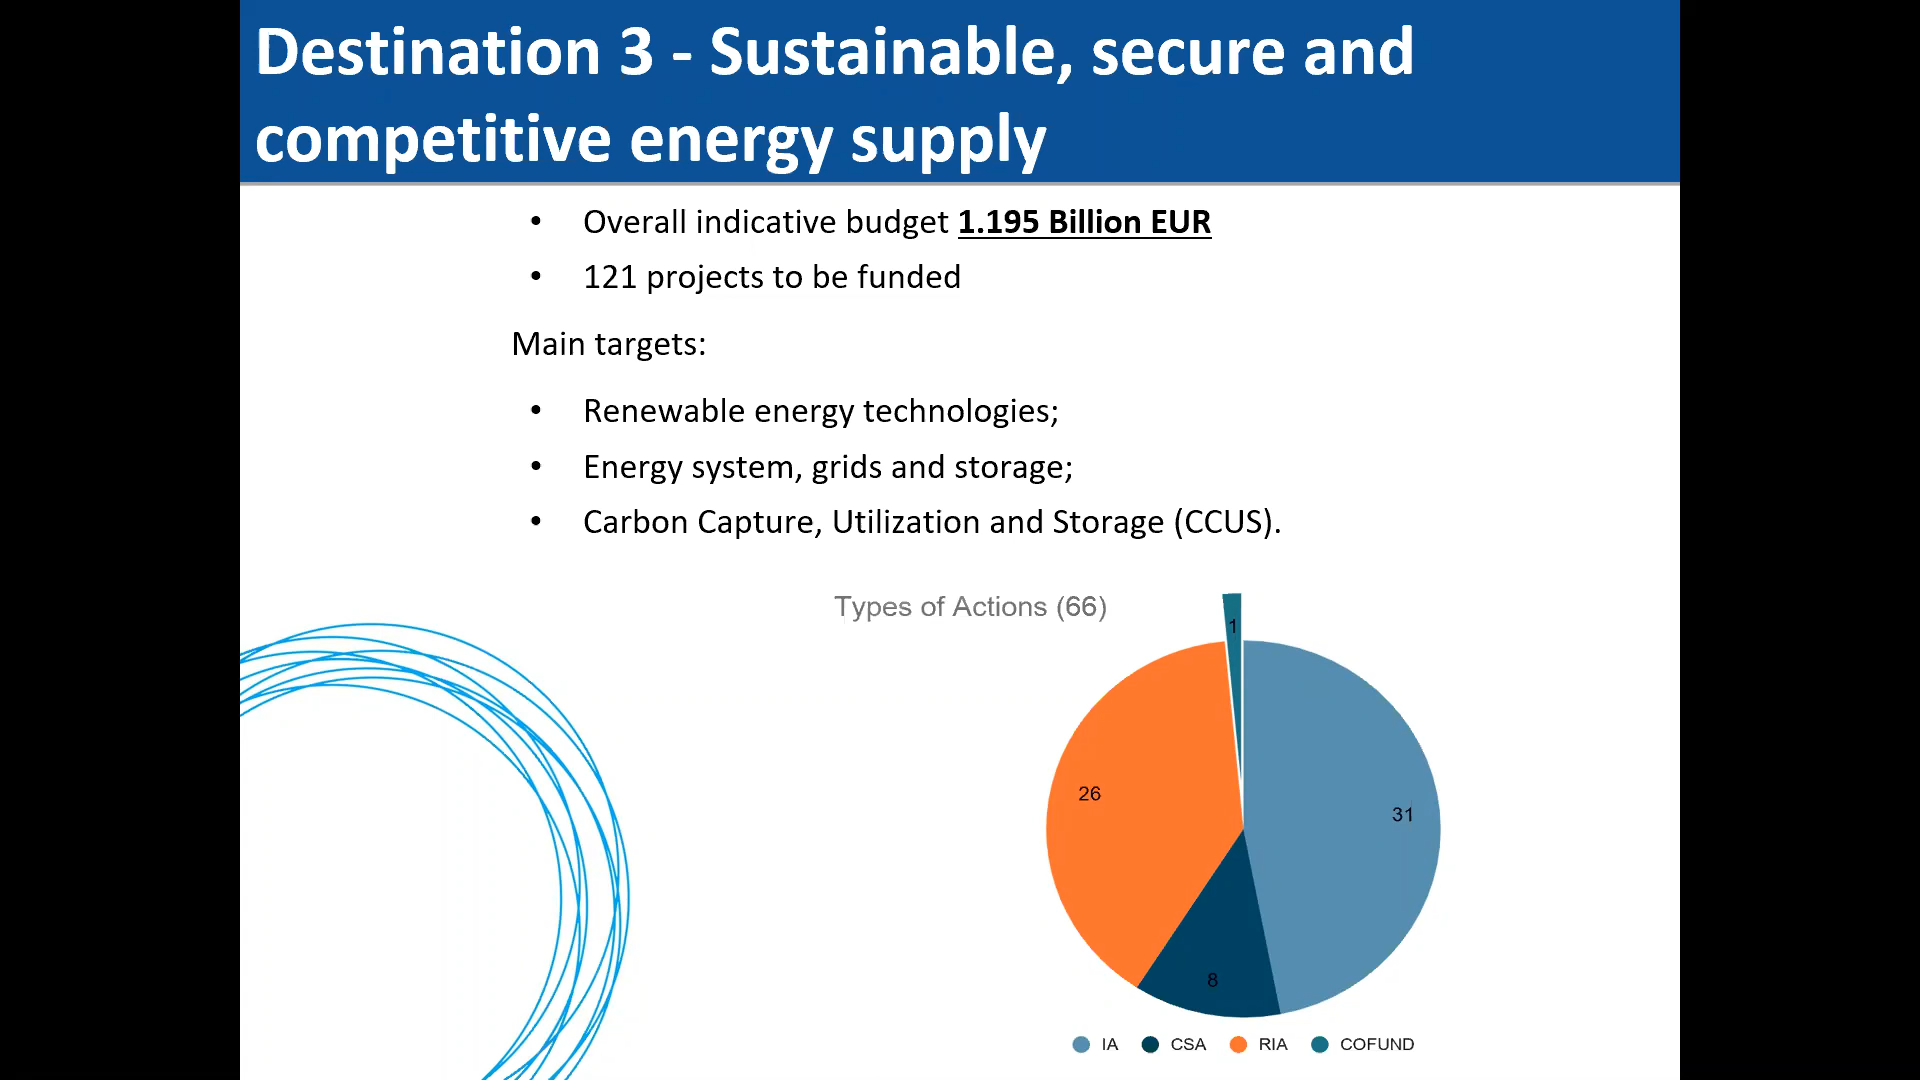 Destination 3 - Sustainable, secure and
competitive energy supply
• Overall indicative budget 1.195 Billion EUR
• 121 projects to be funded
Main targets:
• Renewable energy technologies;
• Energy system, grids and storage;
• Carbon Capture, Utilization and Storage (CCUS).
Types of Actions (66)
1
26
31
8
IA CSA RIA COFUND